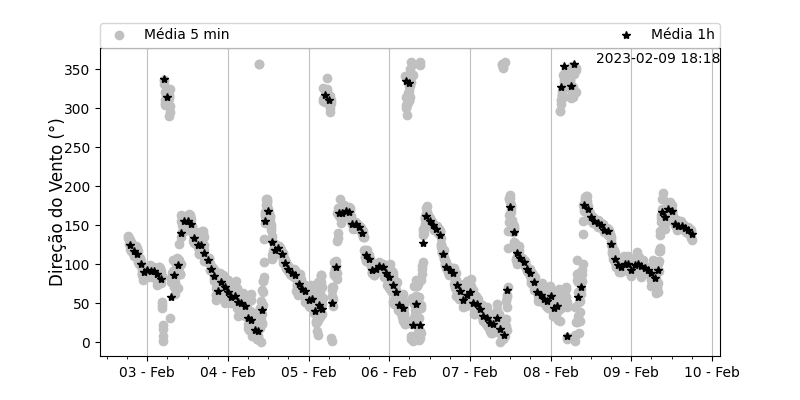 Média 5 min
Média 1h
2023-02-09 18:18
Direção do Vento (°)
350
300
250
200
150
100
50
0
03 - Feb
04 - Feb
05 - Feb
06 - Feb
07 - Feb
08 - Feb
09 - Feb
10 - Feb